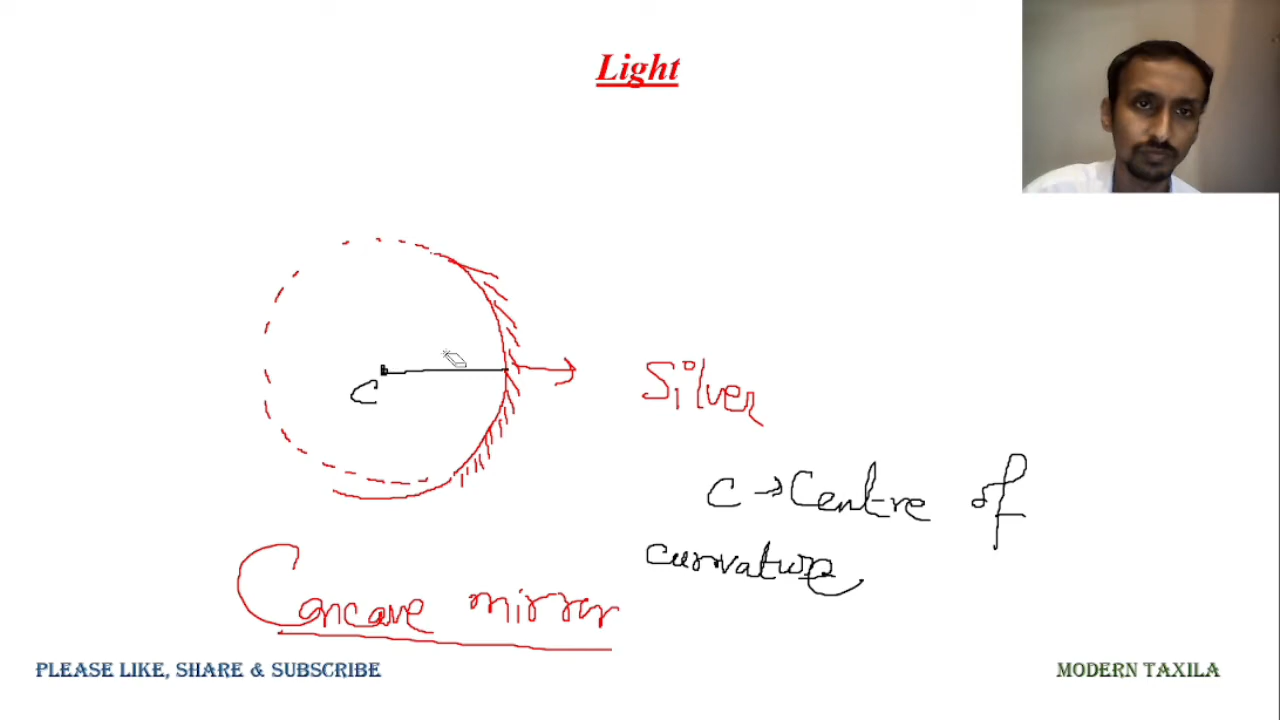 Light
C
Silver
C → Centre of
curvature
Concave mirror
PLEASE LIKE, SHARE & SUBSCRIBE
MODERN TAXILA